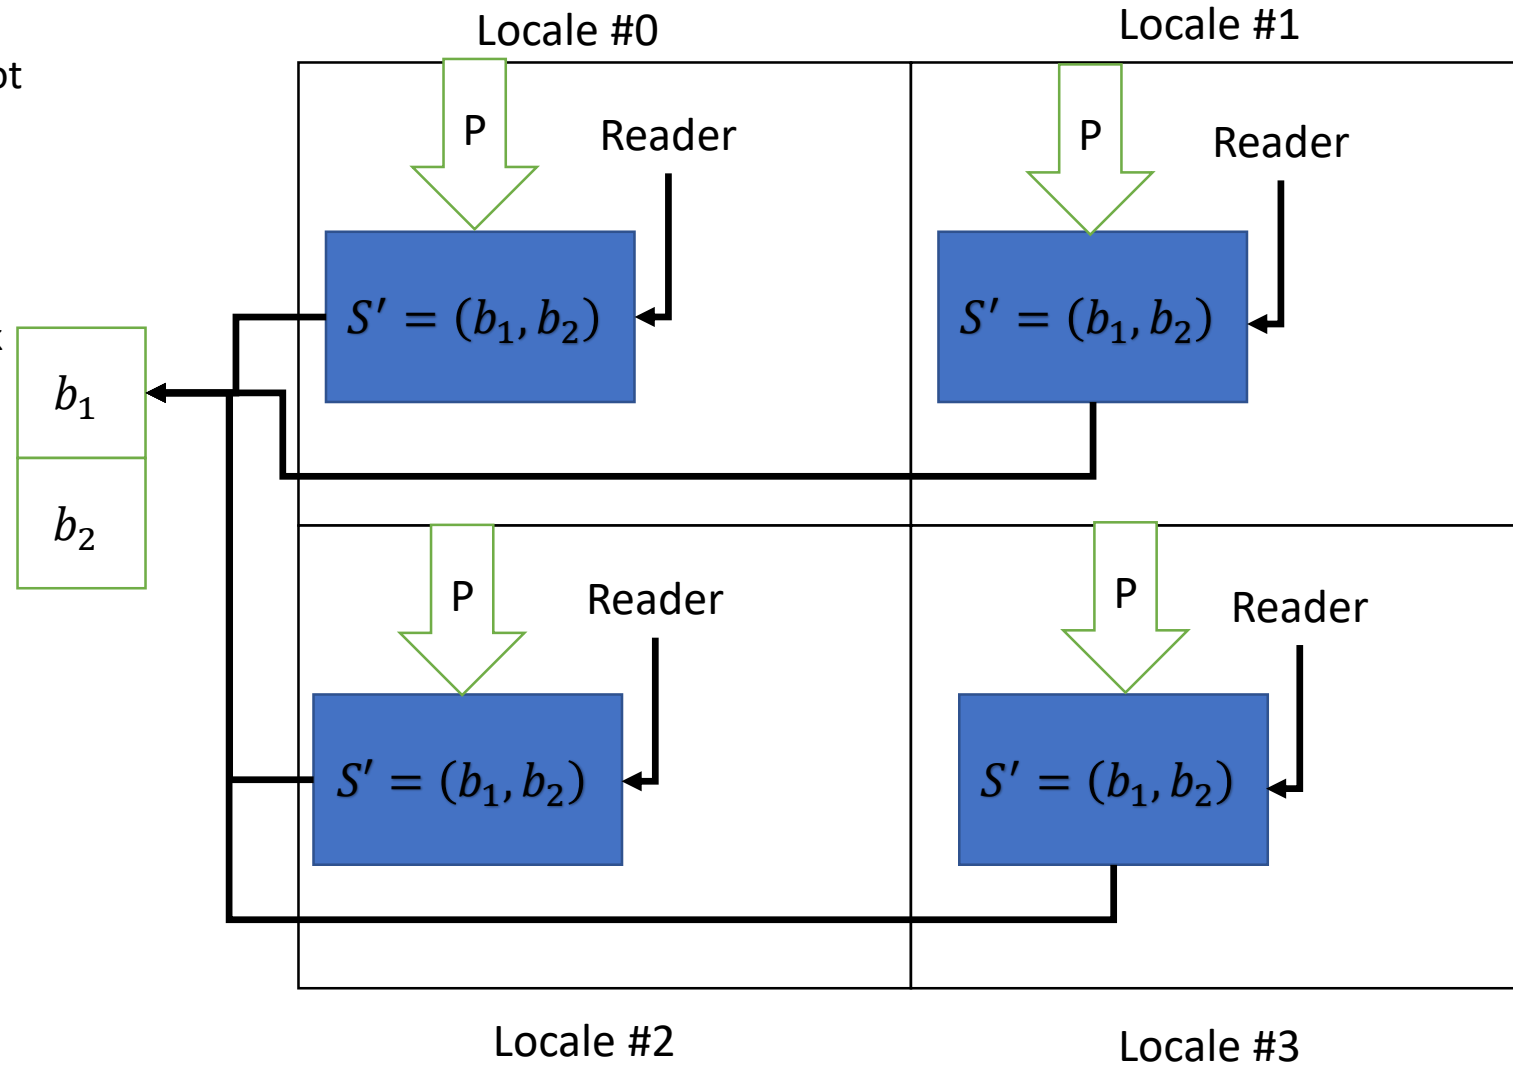 Locale #0
Locale #1
pt
P
Reader
P
Reader
S′ = (b₁, b₂)
S′ = (b₁, b₂)
b₁
b₂
P
Reader
P
Reader
S′ = (b₁, b₂)
S′ = (b₁, b₂)
Locale #2
Locale #3